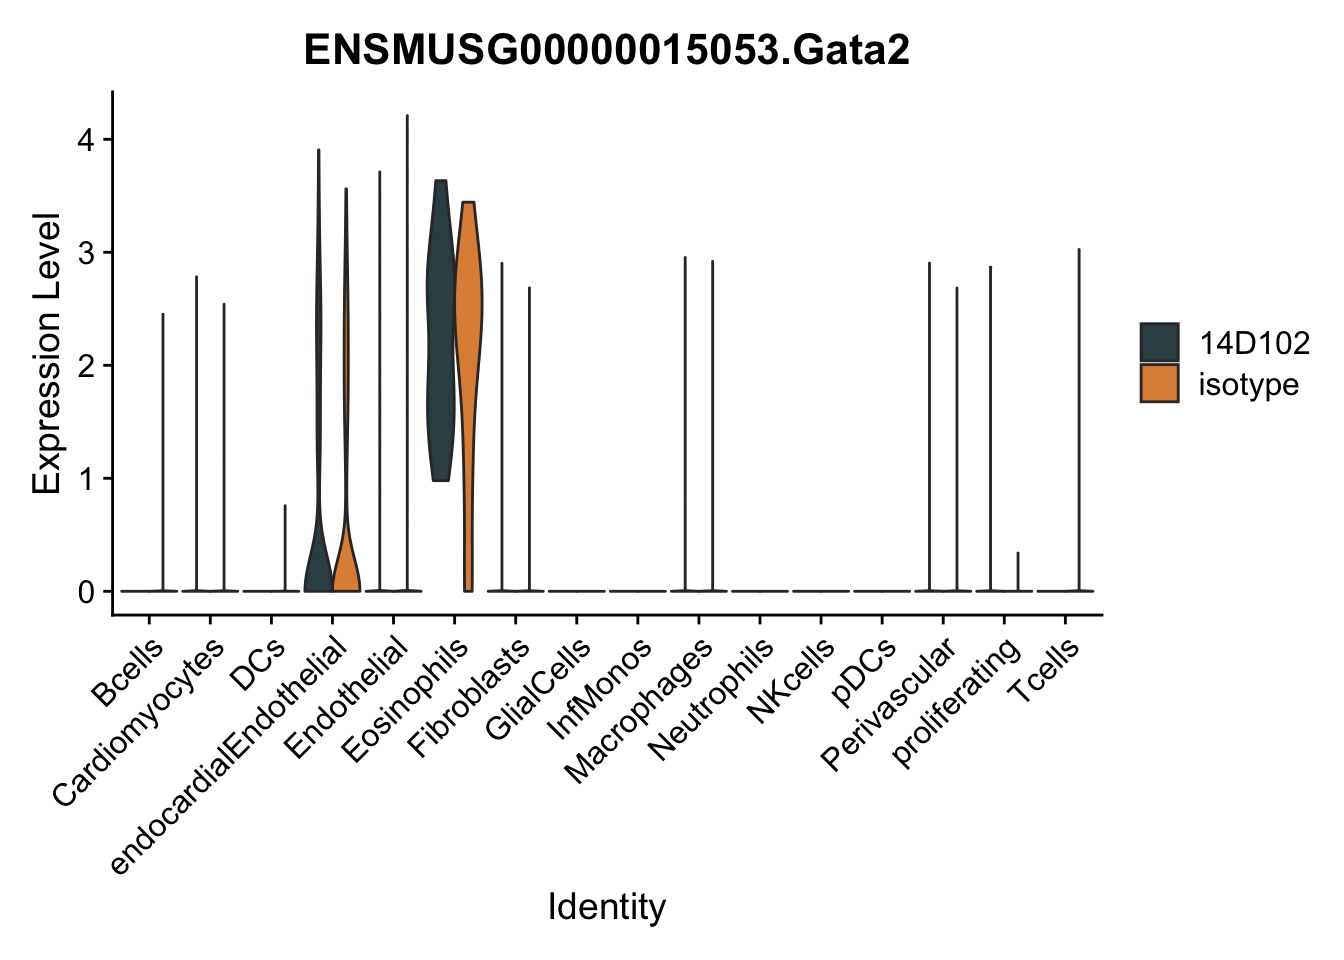 ENSMUSG00000015053.Gata2
Expression Level
4
3
2
1
0
Bcells
Cardiomyocytes
DCs
endocardialEndothelial
Endothelial
Eosinophils
Fibroblasts
GlialCells
InfMonos
Macrophages
Neutrophils
NKcells
pDCs
Perivascular
proliferating
Tcells
Identity
14D102
isotype